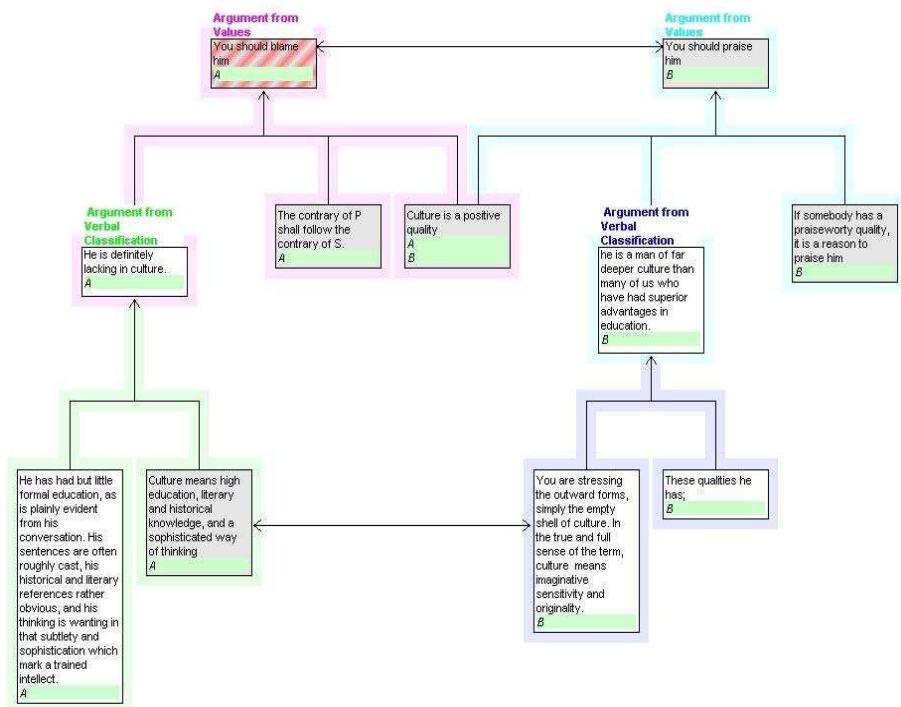 Argument from
Values
You should blame
him
A
Argument from
Values
You should praise
him
B
Argument from
Verbal
Classification
He is definitely
lacking in culture..
A
The contrary of P
shall follow the
contrary of S.
A
Culture is a positive
quality
A
B
Argument from
Verbal
Classification
he is a man of far
deeper culture than
many of us who
have had superior
advantages in
education.
B
If somebody has a
praiseworty quality,
it is a reason to
praise him
B
He has had but little
formal education, as
is plainly evident
from his
conversation. His
sentences are often
roughly cast, his
historical and literary
references rather
obvious, and his
thinking is wanting in
that subtlety and
sophistication which
mark a trained
intellect.
A
Culture means high
education, literary
and historical
knowledge, and a
sophisticated way
of thinking
A
You are stressing
the outward forms,
simply the empty
shell of culture. In
the true and full
sense of the term,
culture means
imaginative
sensitivity and
originality.
B
These qualities he
has;
B